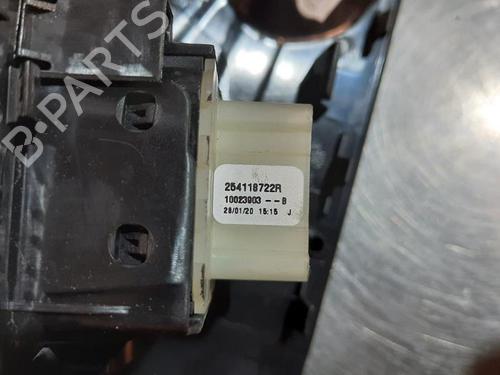 B-PARTS
254118722R
10023903 -- B
28/01/20 15:15 J